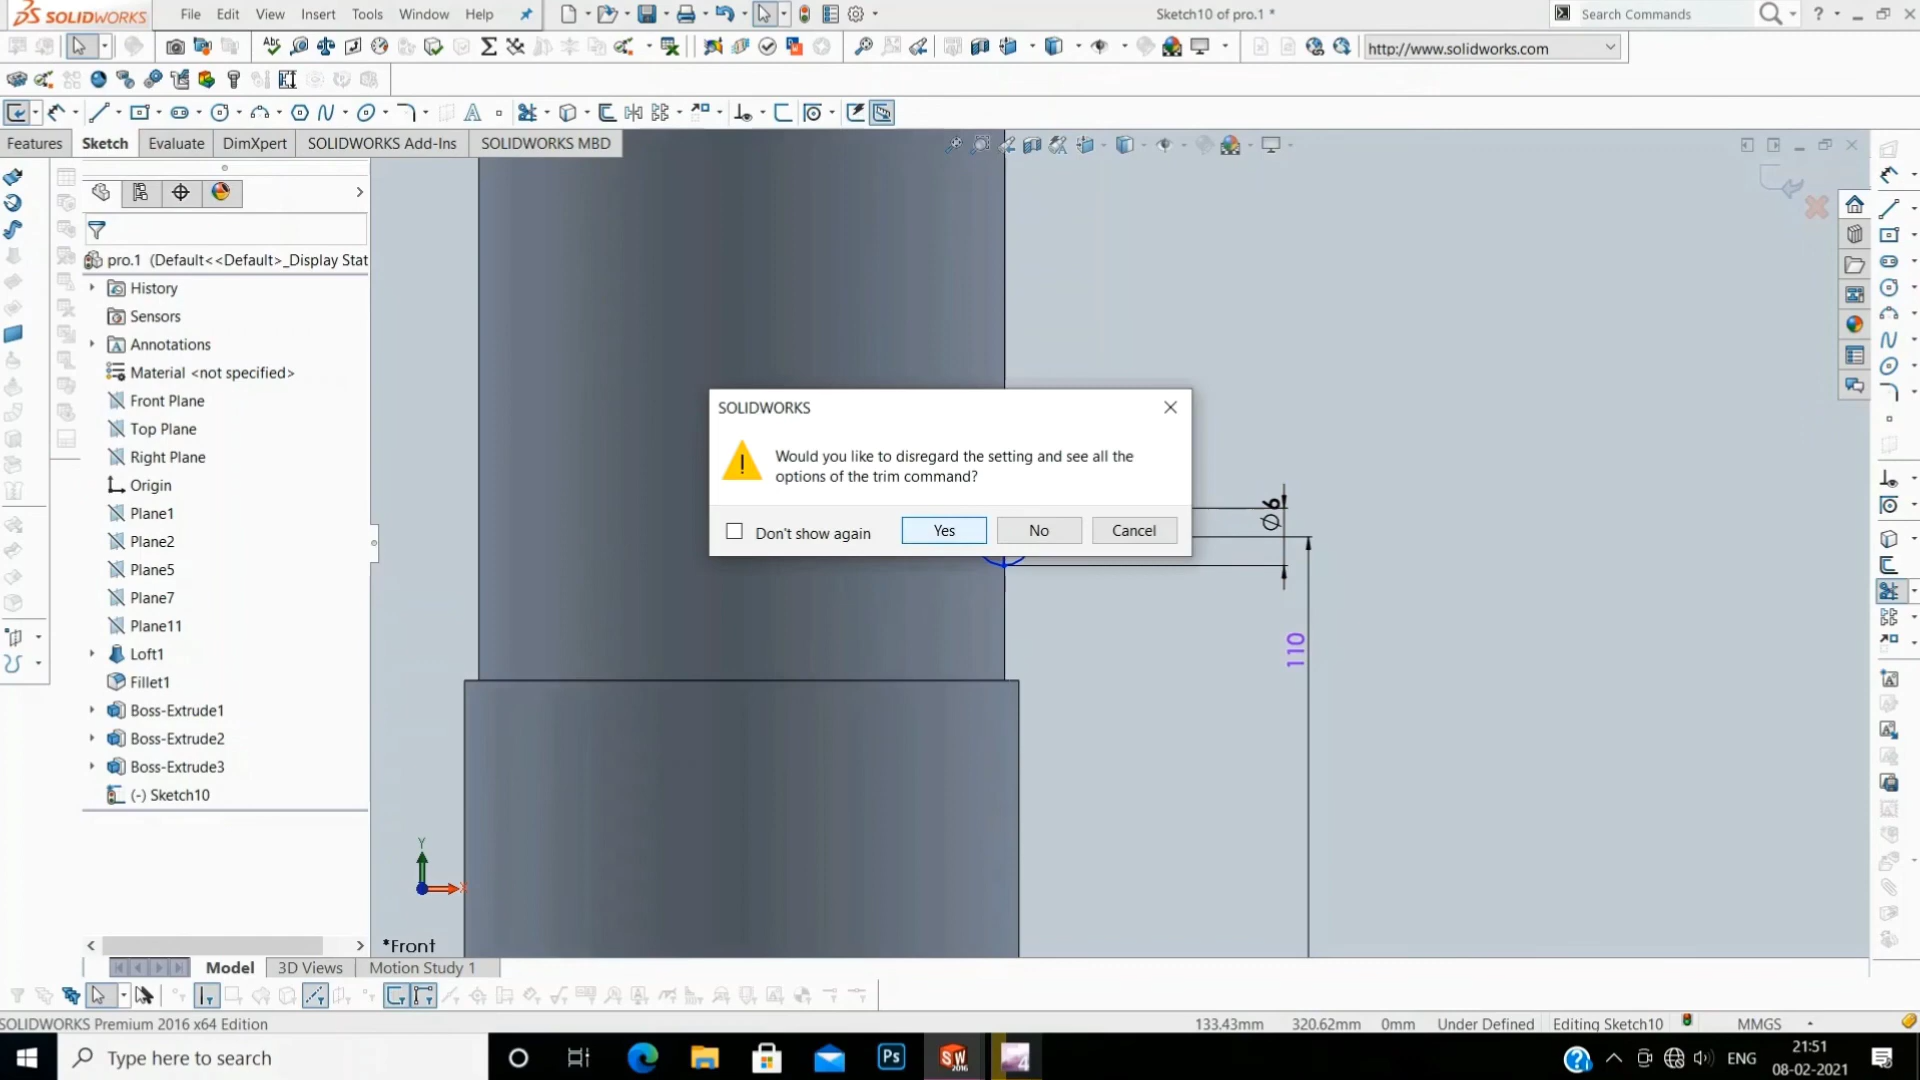 SOLIDWORKS
File
Edit
View
Insert
Tools
Window
Help
Sketch10 of pro.1 *
Search Commands
http://www.solidworks.com
Features
Sketch
Evaluate
DimXpert
SOLIDWORKS Add-Ins
SOLIDWORKS MBD
pro.1 (Default<<Default>_Display Stat
History
Sensors
Annotations
Material <not specified>
Front Plane
Top Plane
Right Plane
Origin
Plane1
Plane2
Plane5
Plane7
Plane11
Loft1
Fillet1
Boss-Extrude1
Boss-Extrude2
Boss-Extrude3
(-) Sketch10
SOLIDWORKS
Would you like to disregard the setting and see all the
options of the trim command?
Don't show again
Yes
No
Cancel
Ø6
110
Y
X
*Front
Model
3D Views
Motion Study 1
SOLIDWORKS Premium 2016 x64 Edition
133.43mm
320.62mm
0mm
Under Defined
Editing Sketch10
MMGS
Type here to search
Ps
SW
2016
4
ENG
21:51
08-02-2021